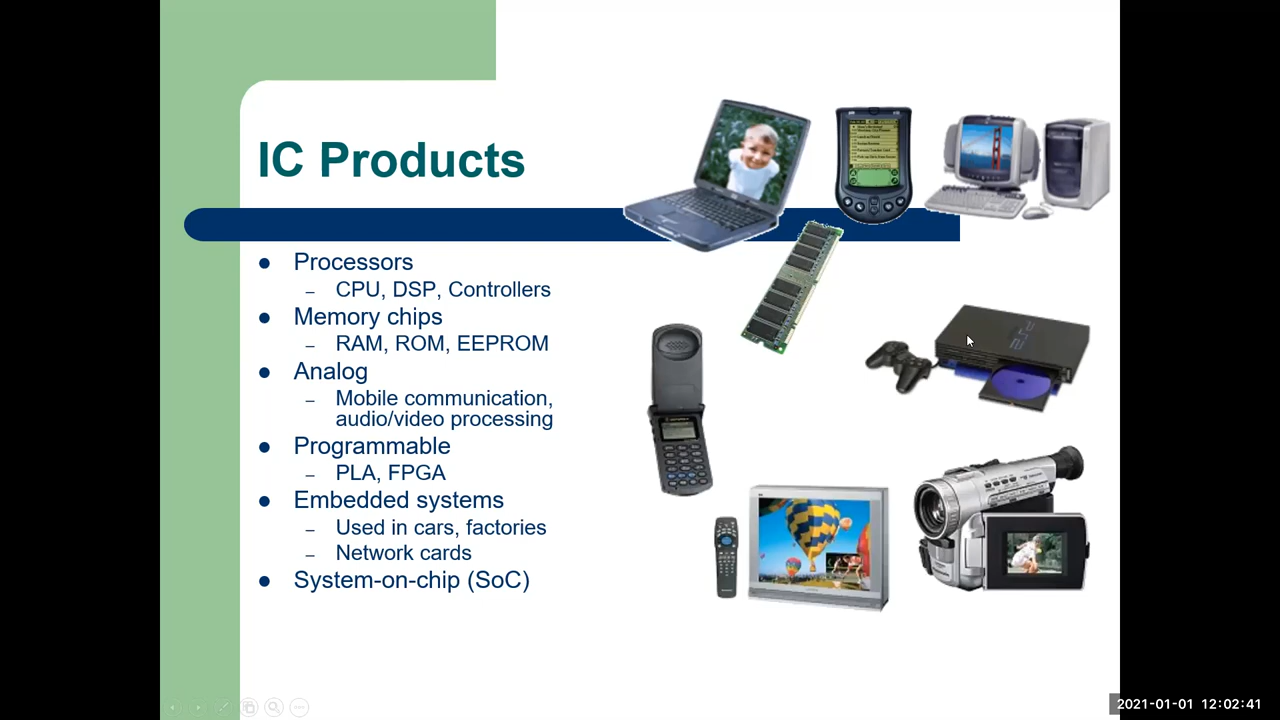 IC Products
● Processors
– CPU, DSP, Controllers
● Memory chips
– RAM, ROM, EEPROM
● Analog
– Mobile communication,
audio/video processing
● Programmable
– PLA, FPGA
● Embedded systems
– Used in cars, factories
– Network cards
● System-on-chip (SoC)
PS2
2021-01-01 12:02:41